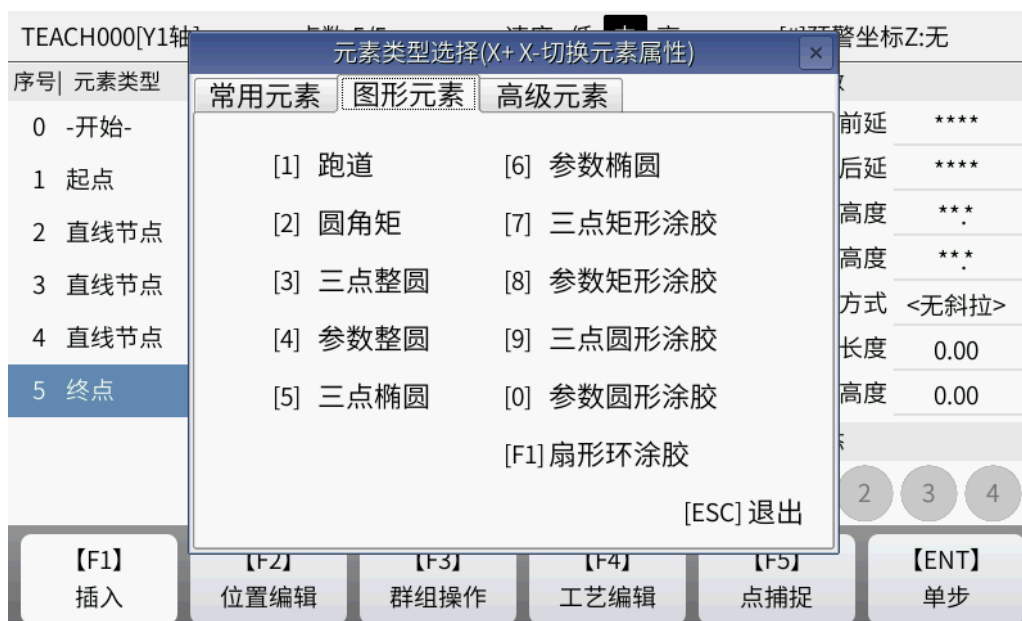 TEACH000[Y1轴]
警坐标Z:无
元素类型选择(X+ X-切换元素属性)
常用元素 图形元素 高级元素
[1] 跑道 [6] 参数椭圆
[2] 圆角矩 [7] 三点矩形涂胶
[3] 三点整圆 [8] 参数矩形涂胶
[4] 参数整圆 [9] 三点圆形涂胶
[5] 三点椭圆 [0] 参数圆形涂胶
[F1]扇形环涂胶
[ESC] 退出
序号| 元素类型
0 -开始-
1 起点
2 直线节点
3 直线节点
4 直线节点
5 终点
前延 ****
后延 ****
高度 **.*
高度 **.*
方式 <无斜拉>
长度 0.00
高度 0.00
2 3 4
【F1】 【F2】 【F3】 【F4】 【F5】 【ENT】
插入 位置编辑 群组操作 工艺编辑 点捕捉 单步